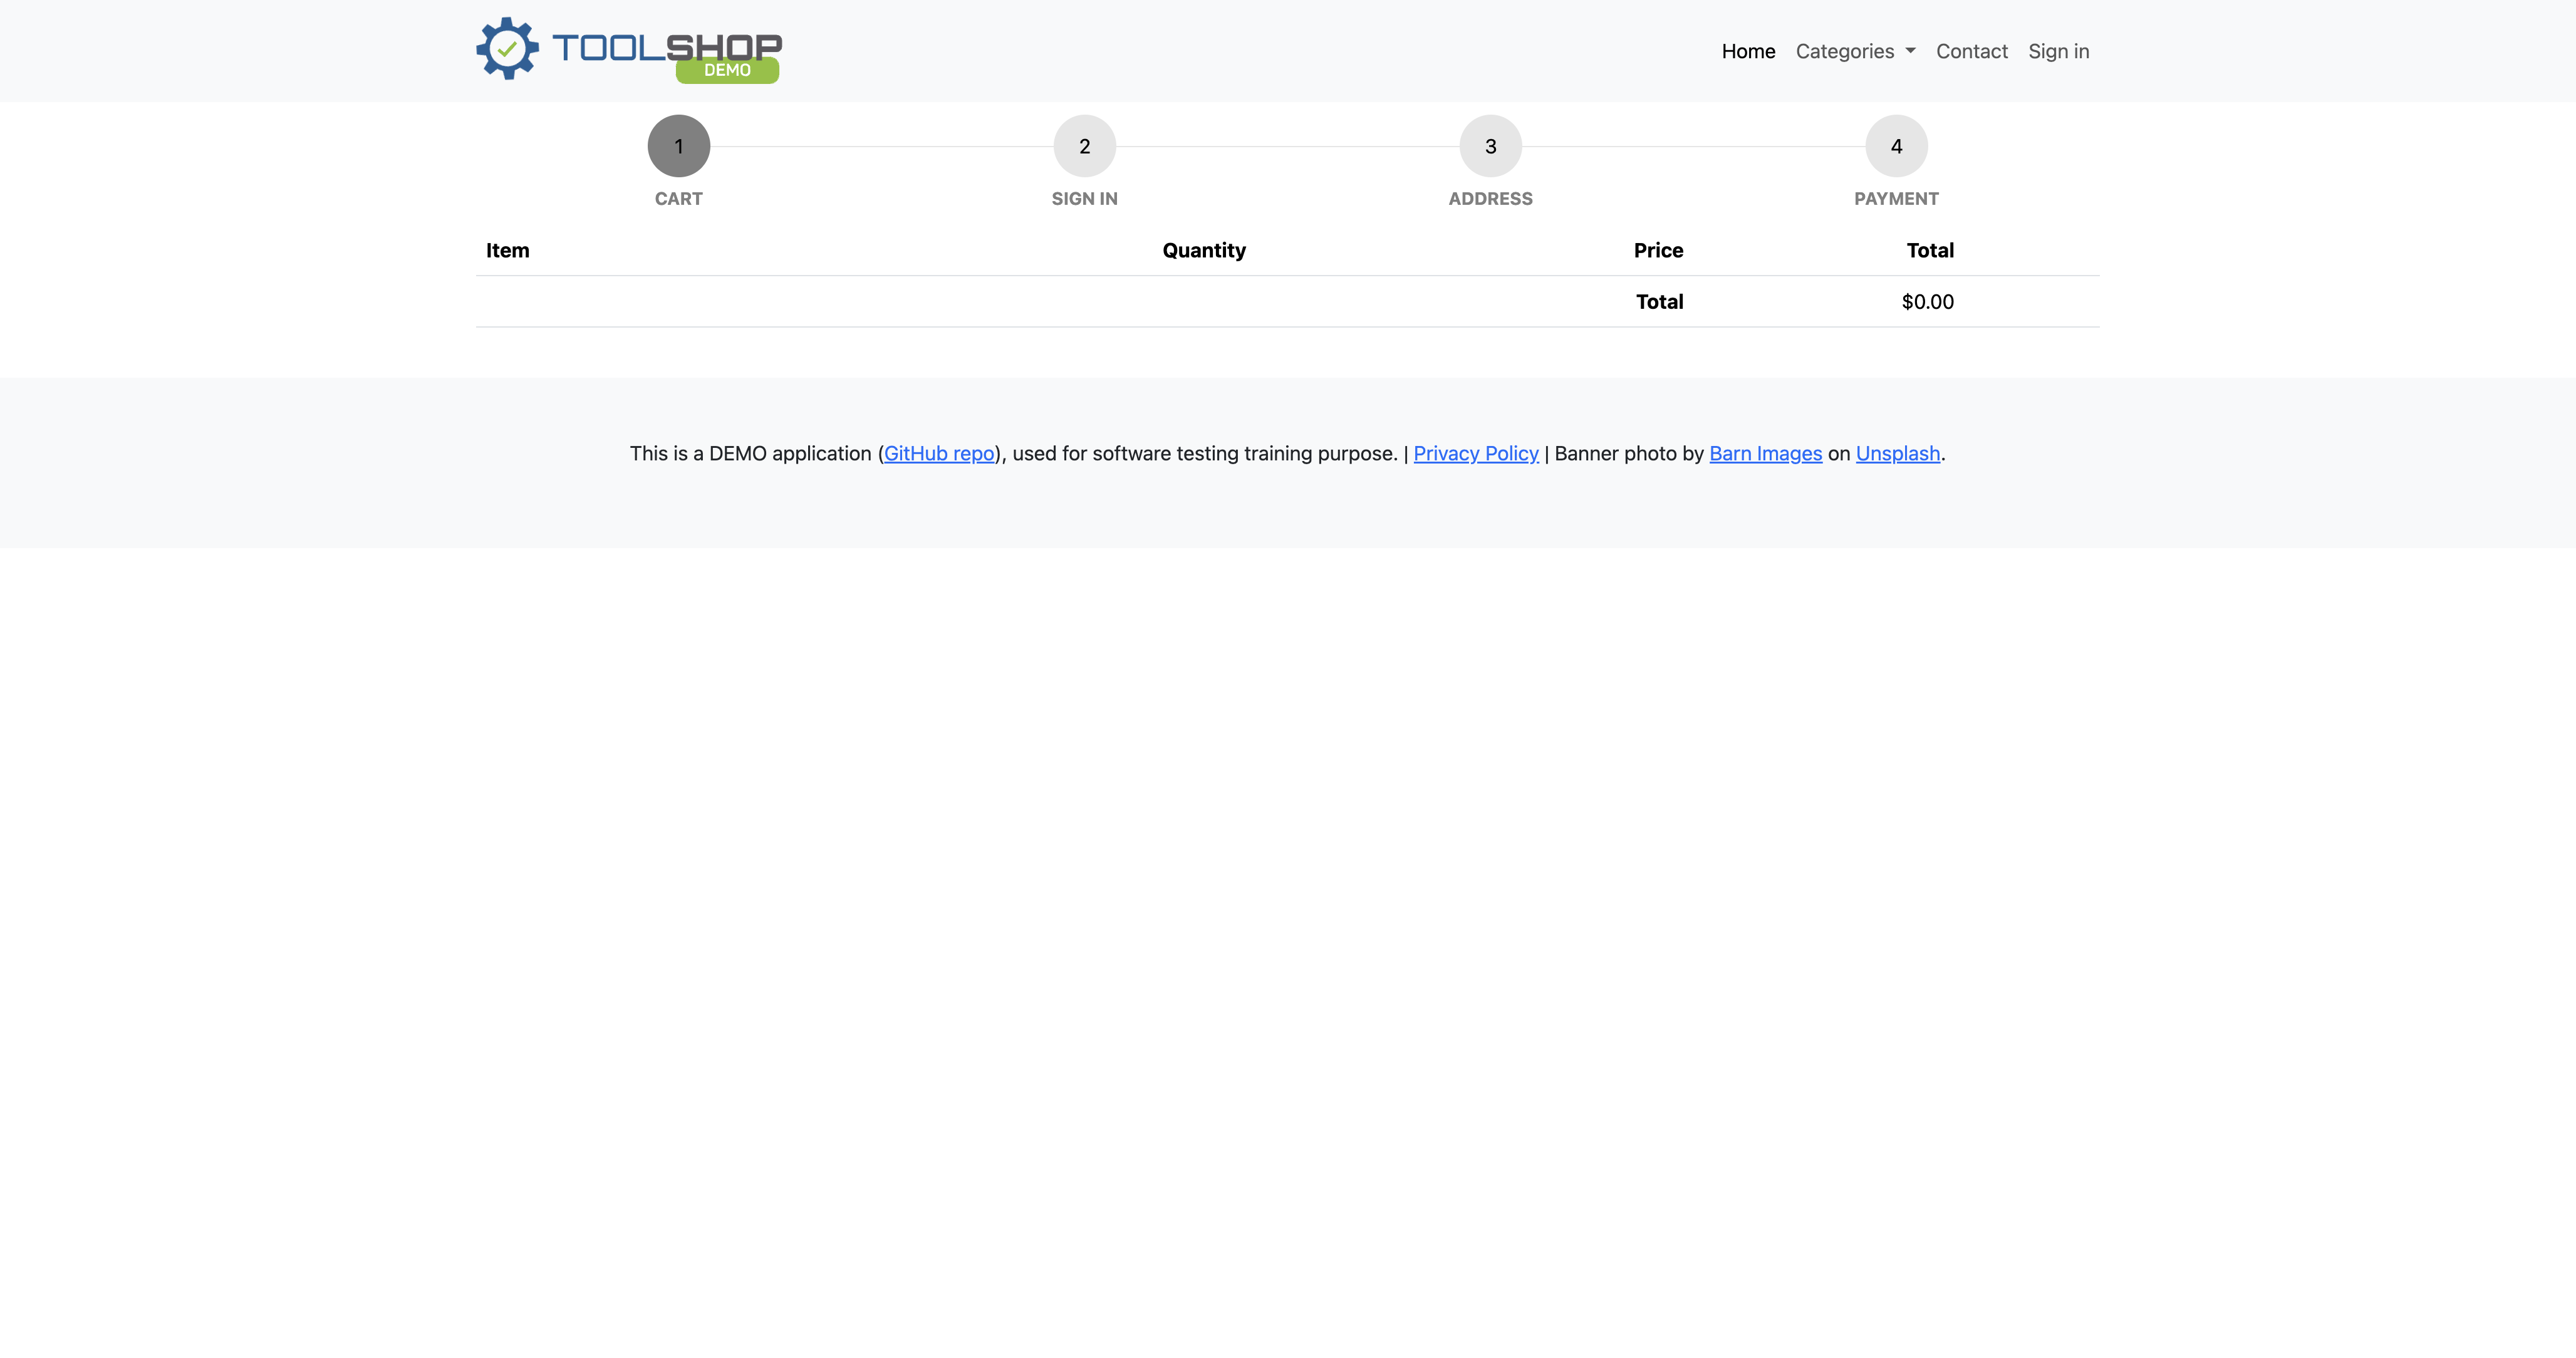 TOOLSHOP
DEMO
Home Categories Contact Sign in
1 2 3 4
CART SIGN IN ADDRESS PAYMENT
Item Quantity Price Total
Total $0.00
This is a DEMO application (GitHub repo), used for software testing training purpose. | Privacy Policy | Banner photo by Barn Images on Unsplash.